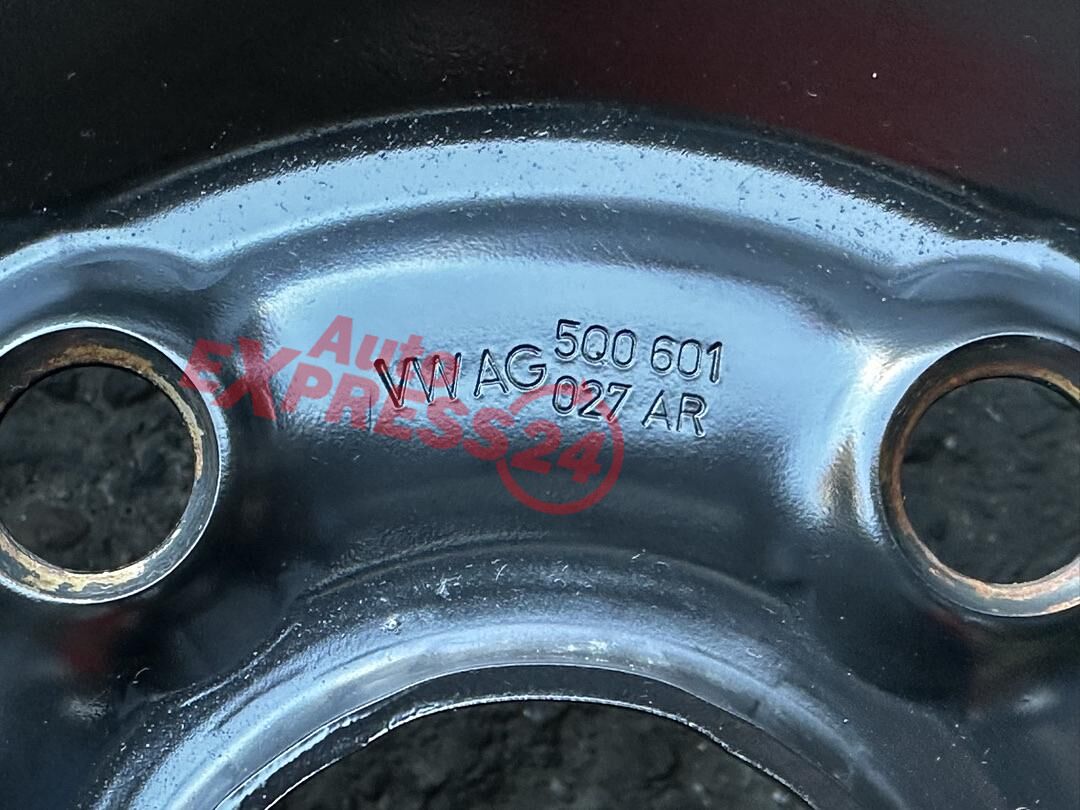 VW AG 5Q0 601
027 AR
Auto
EXPRESS24